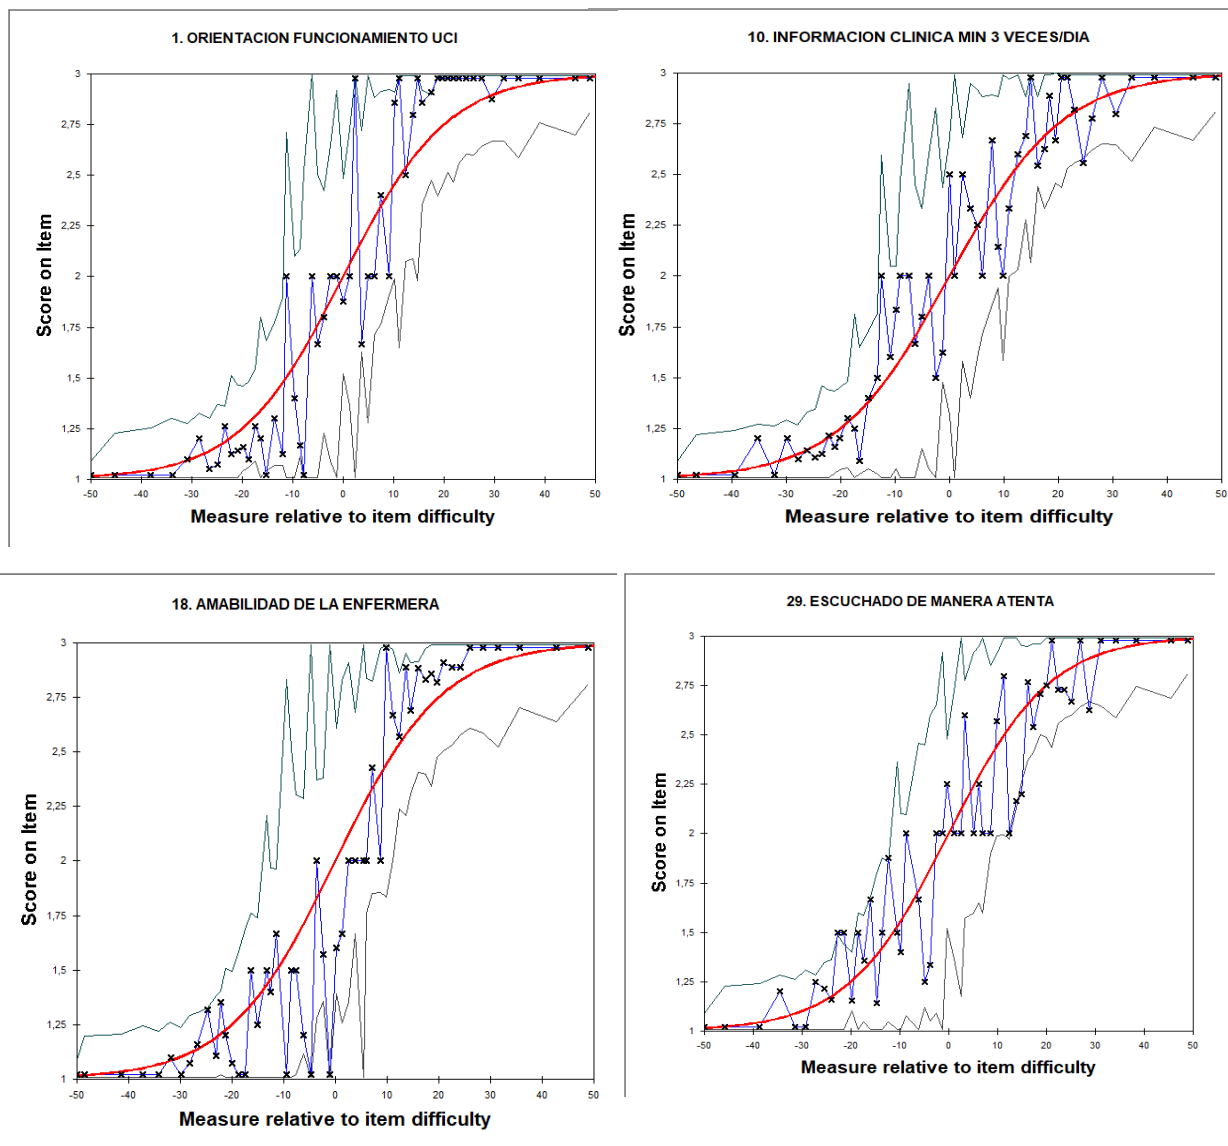 1. ORIENTACION FUNCIONAMIENTO UCI
3
2,75
2,5
2,25
2
1,75
1,5
1,25
1
Score on Item
-50 -40 -30 -20 -10 0 10 20 30 40 50
Measure relative to item difficulty
10. INFORMACION CLINICA MIN 3 VECES/DIA
3
2,75
2,5
2,25
2
1,75
1,5
1,25
1
Score on Item
-50 -40 -30 -20 -10 0 10 20 30 40 50
Measure relative to item difficulty
18. AMABILIDAD DE LA ENFERMERA
3
2,75
2,5
2,25
2
1,75
1,5
1,25
1
Score on Item
-50 -40 -30 -20 -10 0 10 20 30 40 50
Measure relative to item difficulty
29. ESCUCHADO DE MANERA ATENTA
3
2,75
2,5
2,25
2
1,75
1,5
1,25
1
Score on Item
-50 -40 -30 -20 -10 0 10 20 30 40 50
Measure relative to item difficulty